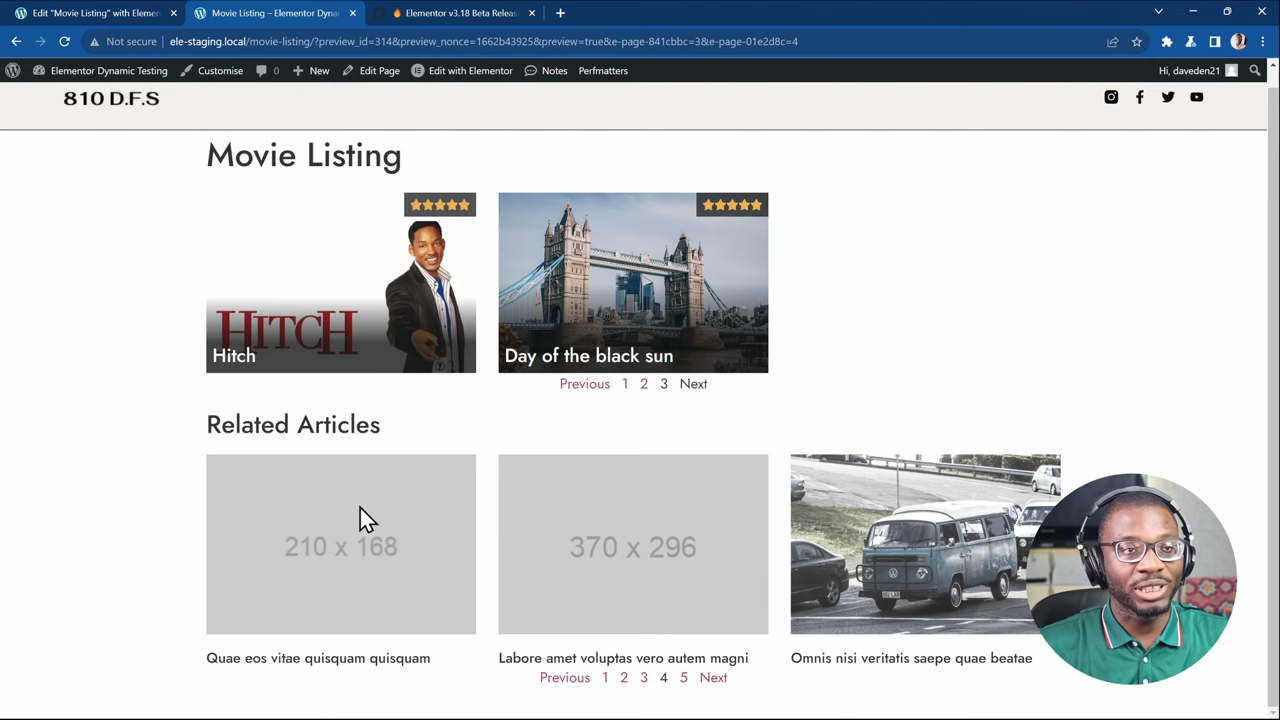 Edit "Movie Listing" with Elemen
Movie Listing – Elementor Dyna
Elementor v3.18 Beta Releas
Not secure
ele-staging.local/movie-listing/?preview_id=314&preview_nonce=1662b43925&preview=true&e-page-841cbbc=3&e-page-01e2d8c=4
Elementor Dynamic Testing
Customise
0
New
Edit Page
Edit with Elementor
Notes
Perfmatters
Hi, daveden21
810 D.F.S
Movie Listing
HITCH
Hitch
Day of the black sun
Previous 1 2 3 Next
Related Articles
210 x 168
370 x 296
Quae eos vitae quisquam quisquam
Labore amet voluptas vero autem magni
Omnis nisi veritatis saepe quae beatae
Previous 1 2 3 4 5 Next